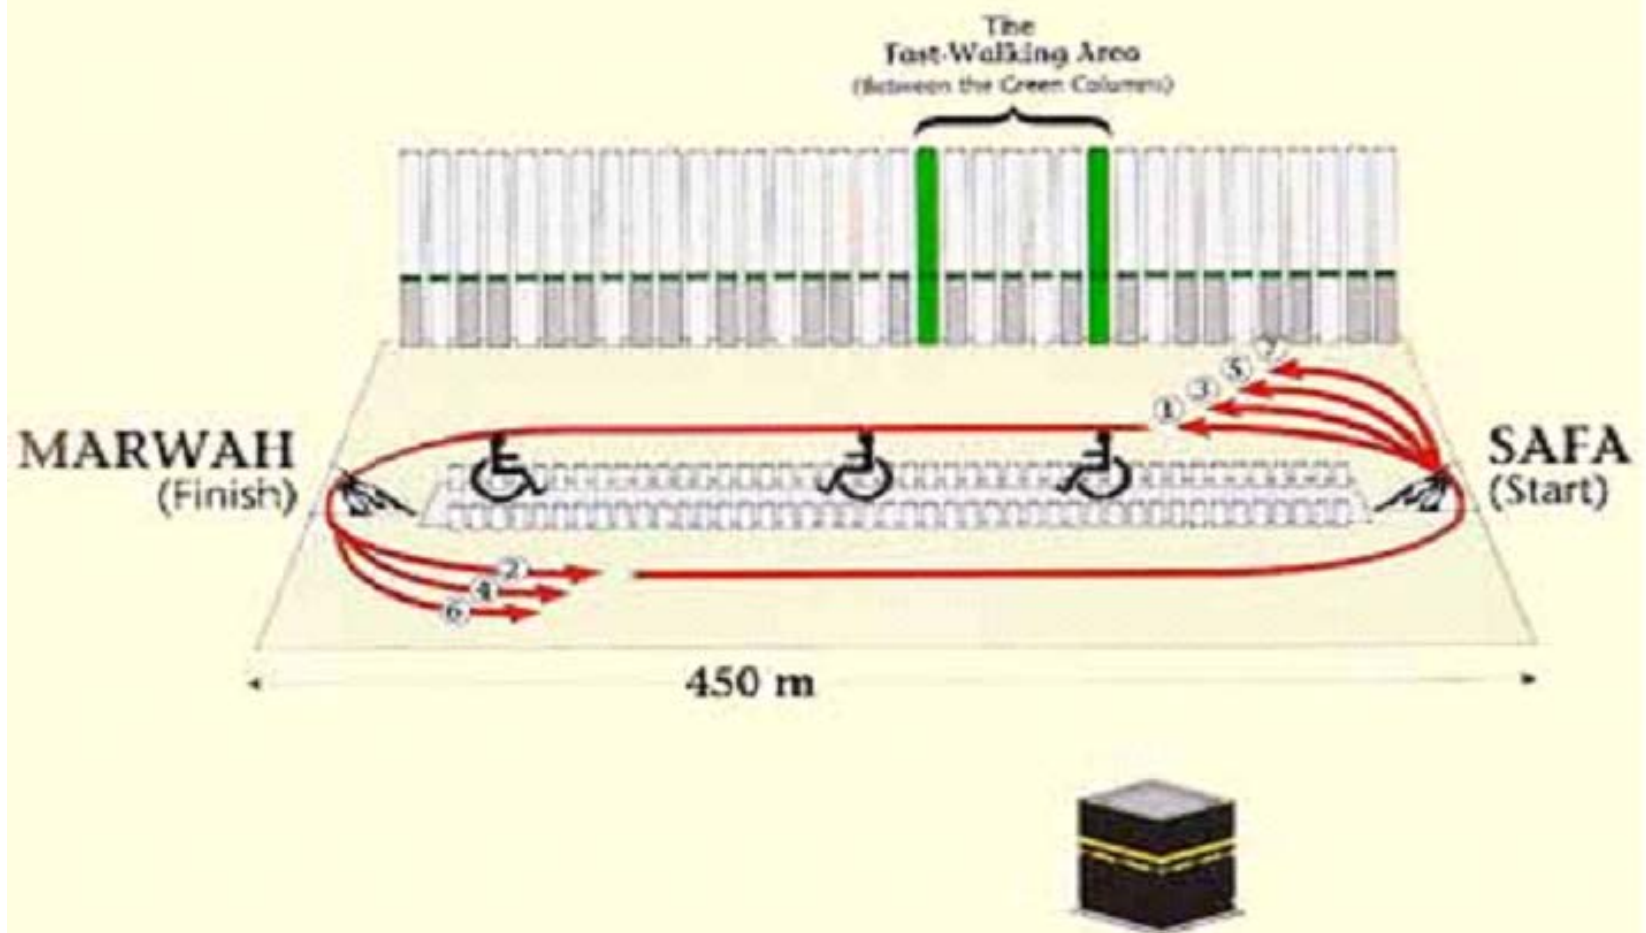 The
Fast-Walking Area
(Between the Green Columns)
7
5
3
1
MARWAH
(Finish)
SAFA
(Start)
2
4
6
450 m